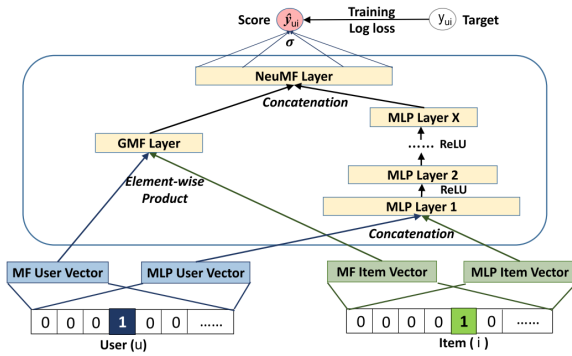 Score ŷui Training yui Target
Log loss
σ
NeuMF Layer
Concatenation
MLP Layer X
GMF Layer
...... ReLU
Element-wise
Product
MLP Layer 2
ReLU
MLP Layer 1
Concatenation
MF User Vector MLP User Vector MF Item Vector MLP Item Vector
0 0 0 1 0 0 ...... 0 0 0 0 1 0 ......
User (u) Item ( i )